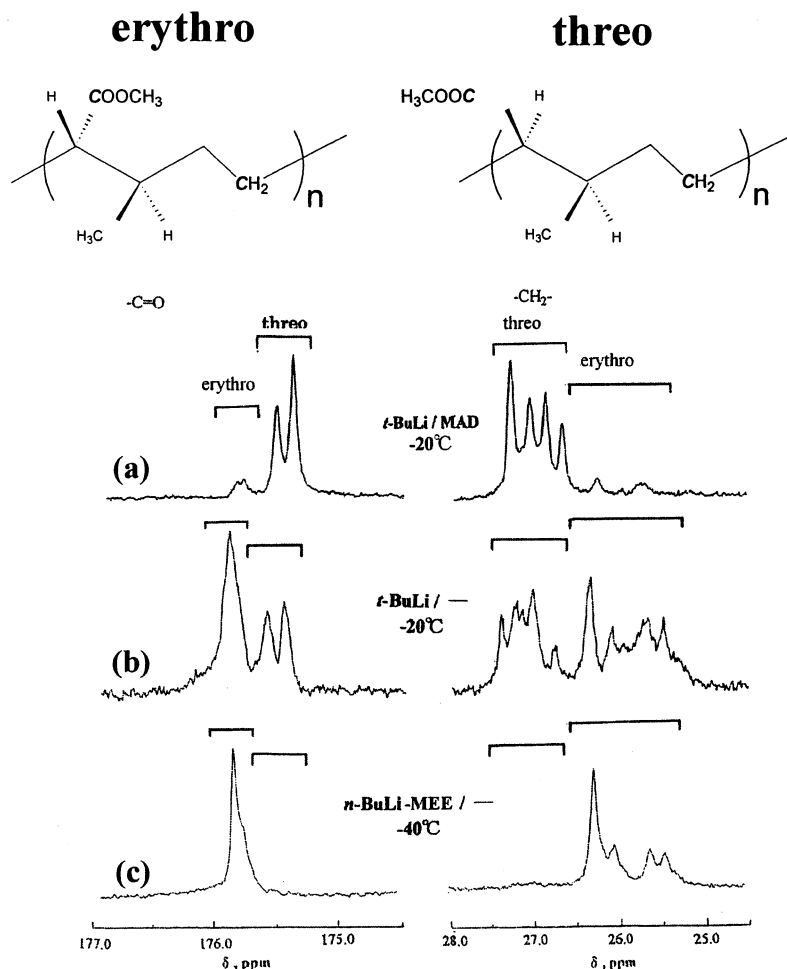 erythro
threo
H
COOCH3
CH2
n
H3C
H
H3COOC
H
CH2
n
H3C
H
-C=O
threo
erythro
-CH2-
threo
erythro
(a)
t-BuLi / MAD
-20℃
(b)
t-BuLi / —
-20℃
(c)
n-BuLi-MEE / —
-40℃
177.0
176.0
175.0
28.0
27.0
26.0
25.0
δ , ppm
δ , ppm